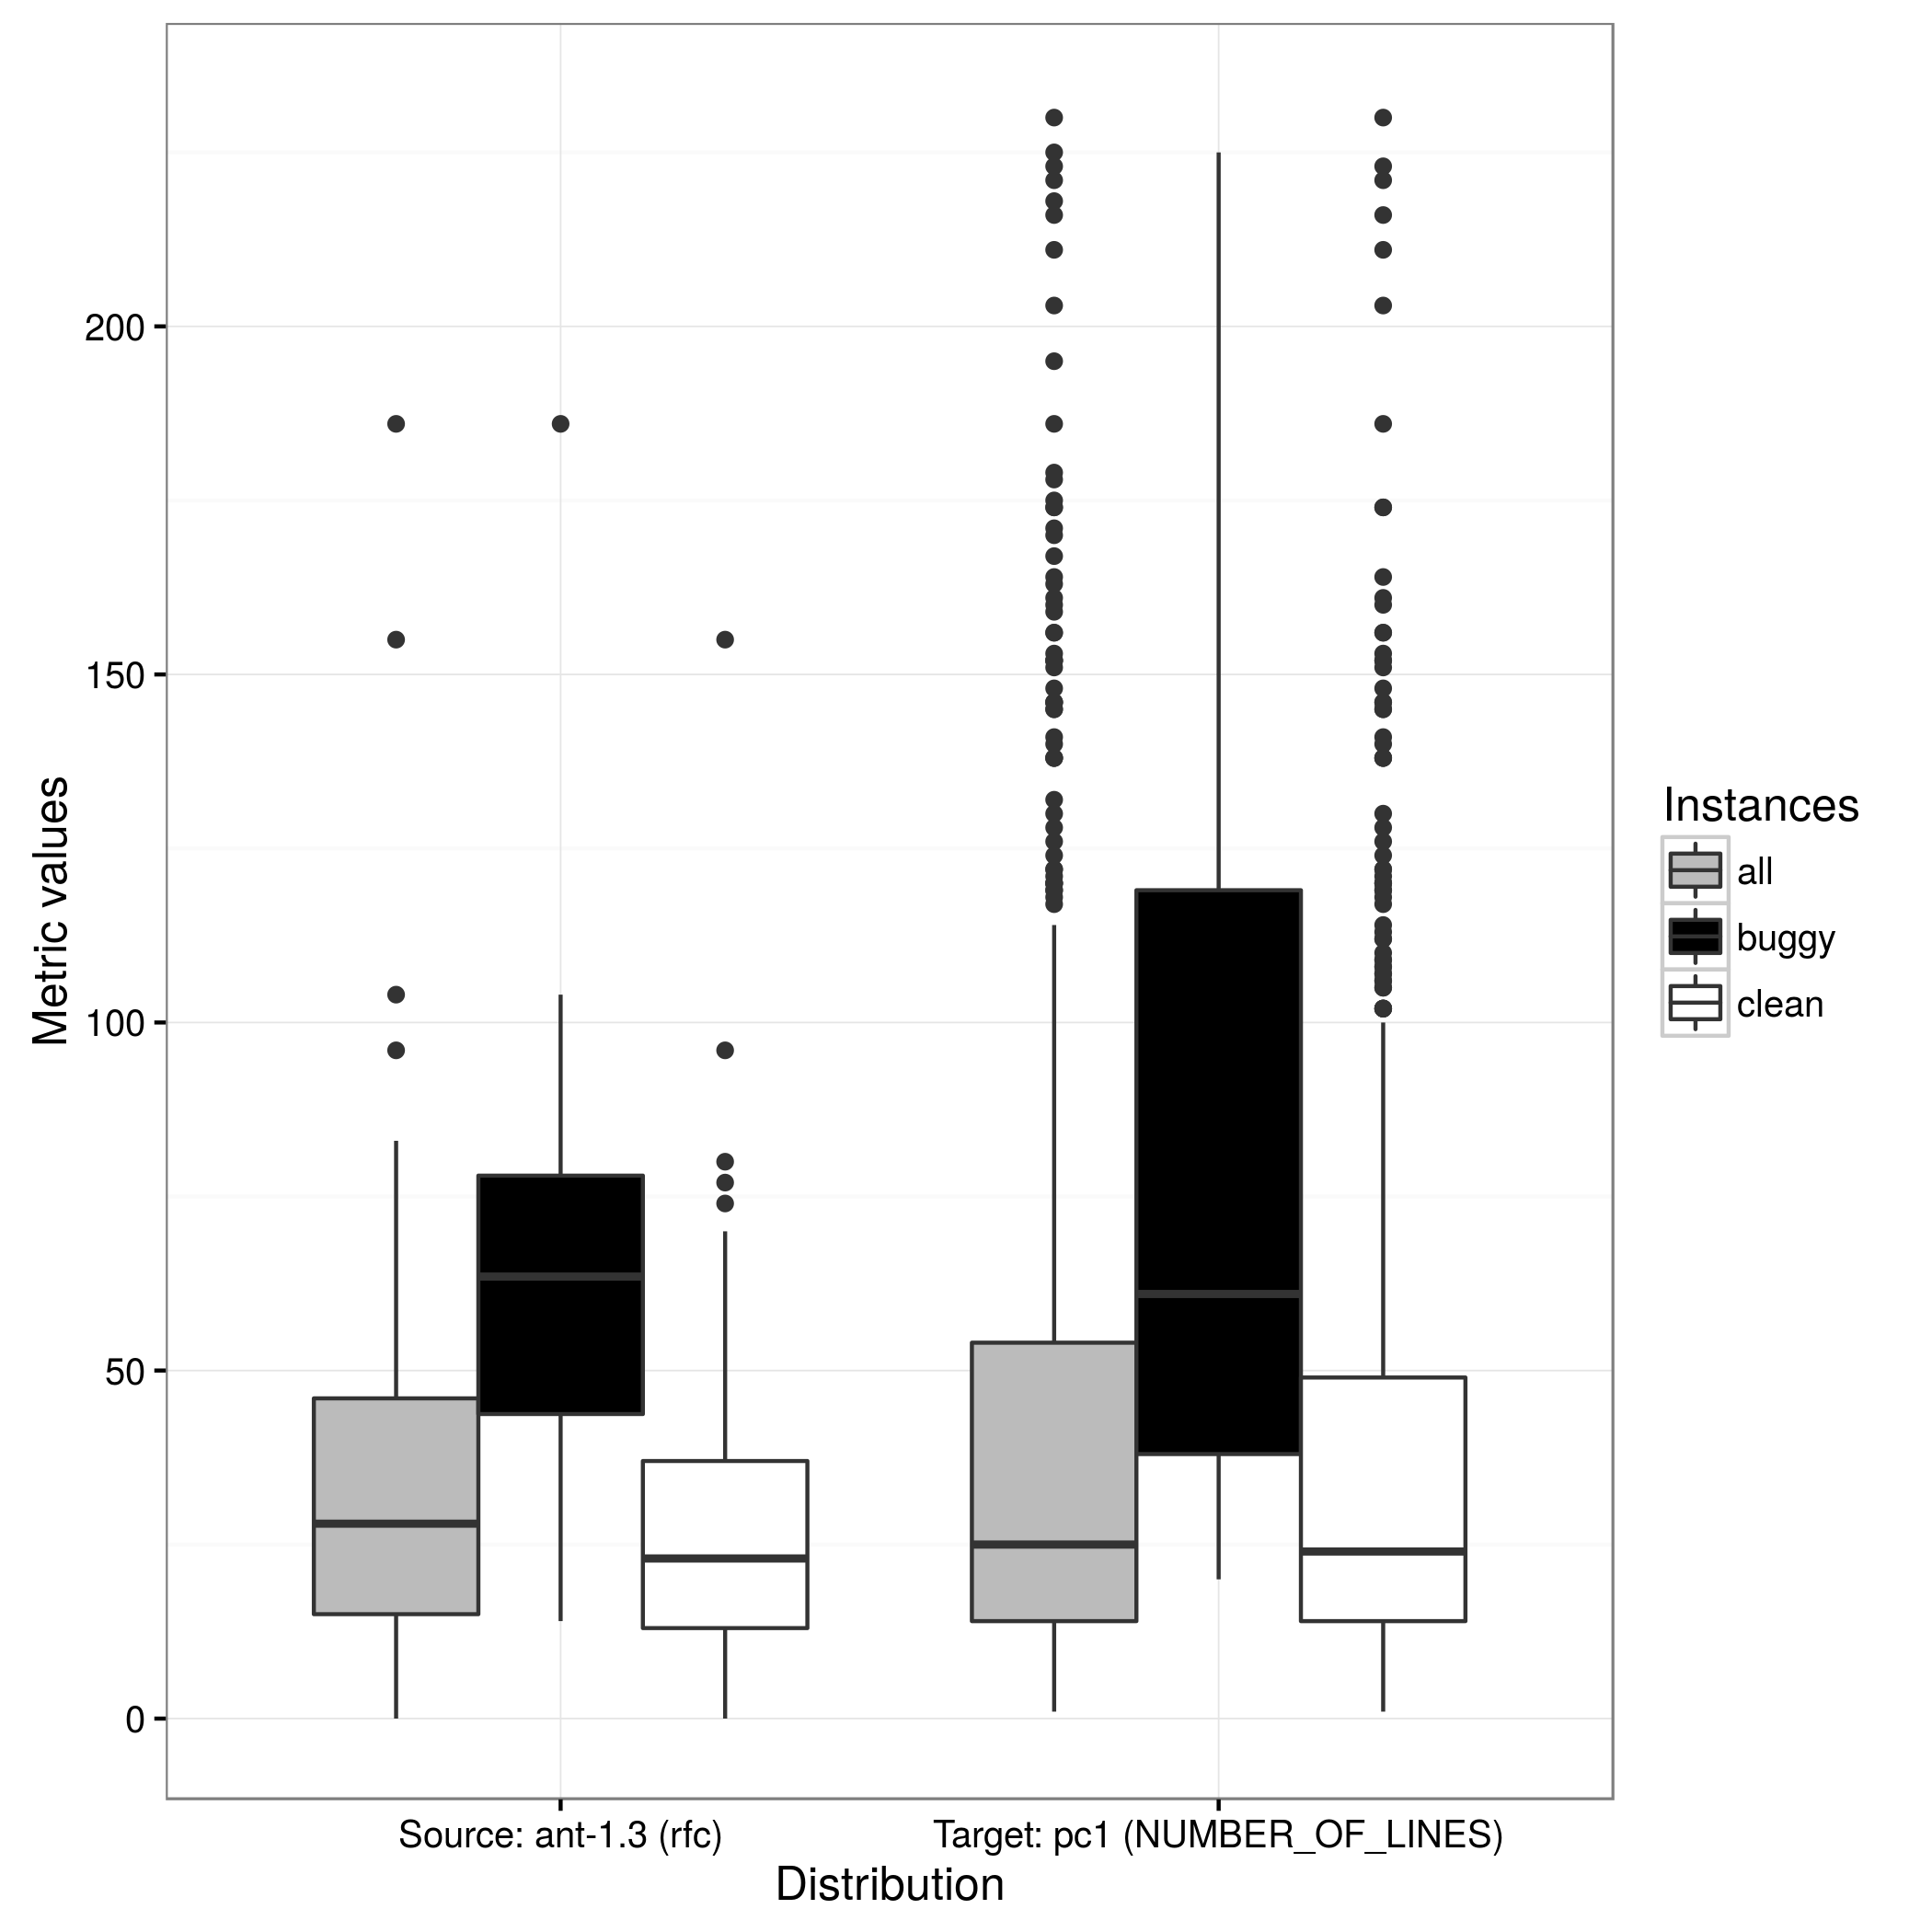 Metric values
200
150
100
50
0
Source: ant-1.3 (rfc)
Target: pc1 (NUMBER_OF_LINES)
Distribution
Instances
all
buggy
clean